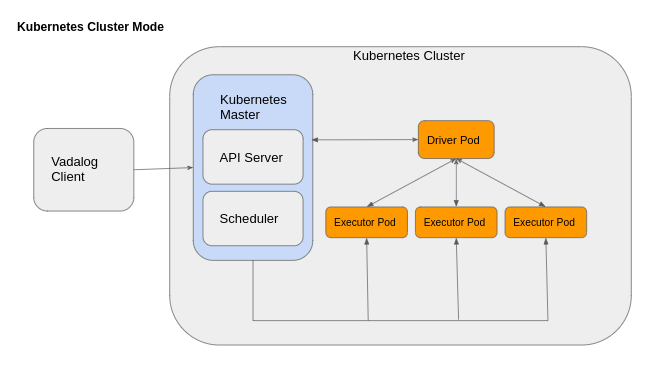 Kubernetes Cluster Mode
Kubernetes Cluster
Kubernetes
Master
API Server
Scheduler
Vadalog
Client
Driver Pod
Executor Pod
Executor Pod
Executor Pod